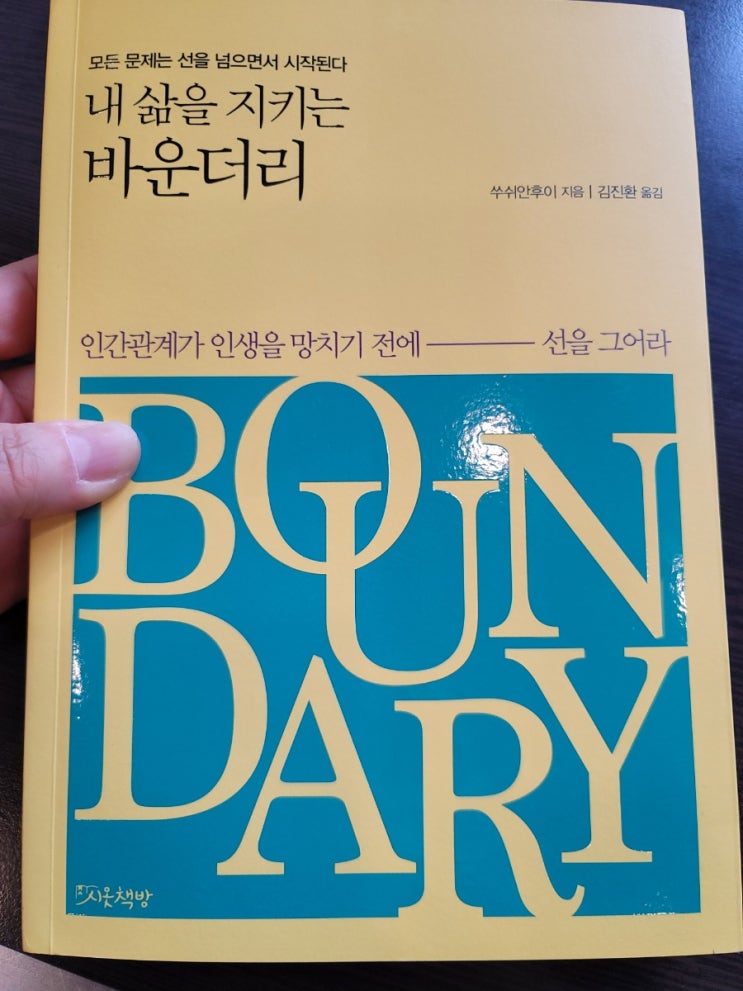 모든 문제는 선을 넘으면서 시작된다
내 삶을 지키는
바운더리
쑤쉬안후이 지음 | 김진환 옮김
인간관계가 인생을 망치기 전에 ──── 선을 그어라
BOUN
DARY
시옷책방